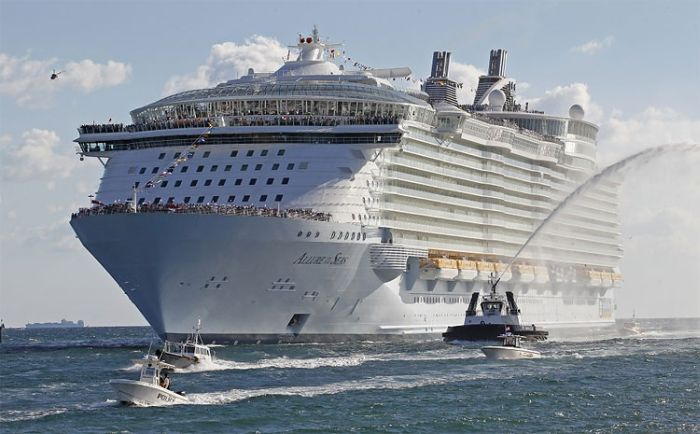 ALLURE OF THE SEAS
POLICE